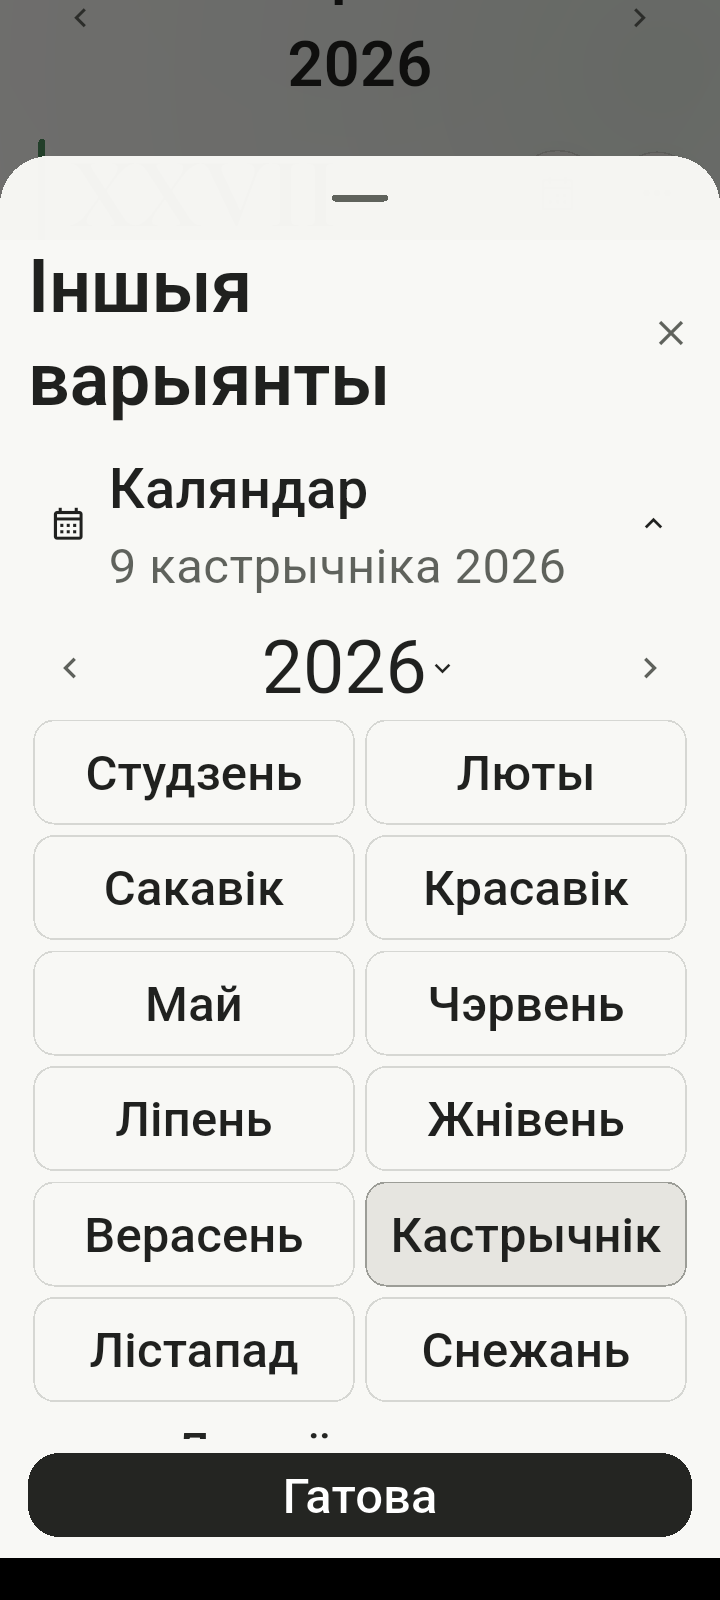 2026
XXVII
Іншыя
варыянты
Каляндар
9 кастрычніка 2026
2026
Студзень Люты
Сакавік Красавік
Май Чэрвень
Ліпень Жнівень
Верасень Кастрычнік
Лістапад Снежань
Гатова